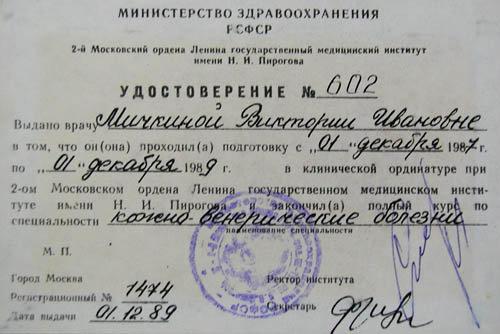 МИНИСТЕРСТВО ЗДРАВООХРАНЕНИЯ
РСФСР
2-й Московский ордена Ленина государственный медицинский институт
имени Н. И. Пирогова
УДОСТОВЕРЕНИЕ № 602
Выдано врачу Мичкиной Виктории Ивановне
в том, что он(она) проходил(а) подготовку с „01" декабря 1987 г.
по „01" декабря 1989 г. в клинической ординатуре при
2-ом Московском ордена Ленина государственном медицинском инсти-
туте имени Н. И. Пирогова и закончил(а) полный курс по
специальности кожно-венерические болезни
наименование специальности
М. П.
Город Москва Ректор института
Регистрационный № 1474
Секретарь
Дата выдачи 01.12.89